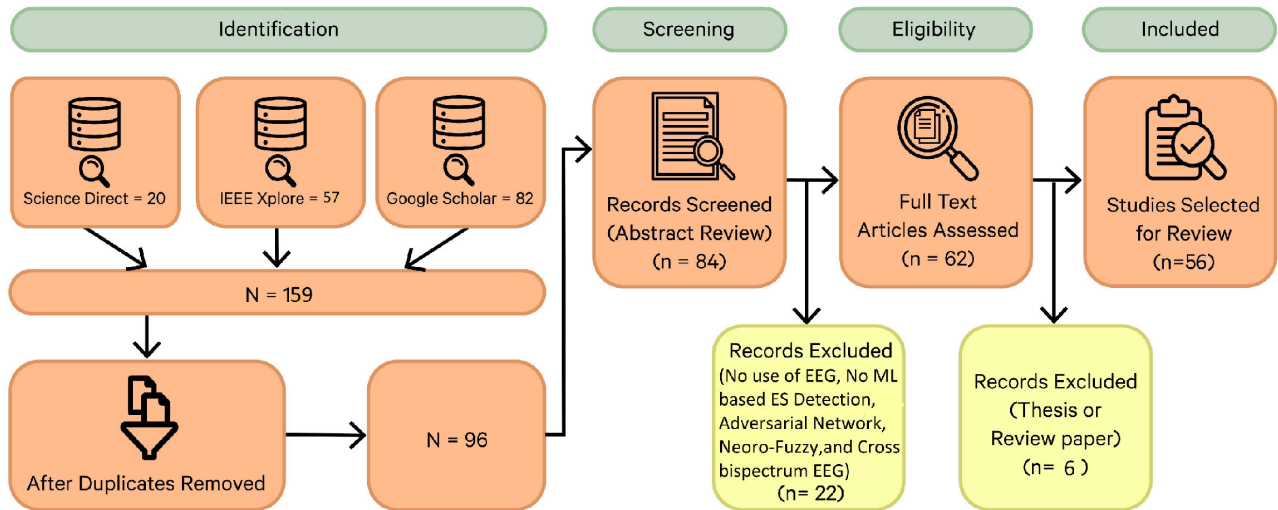 Identification
Screening
Eligibility
Included
Science Direct = 20
IEEE Xplore = 57
Google Scholar = 82
N = 159
After Duplicates Removed
N = 96
Records Screened
(Abstract Review)
(n = 84)
Full Text
Articles Assessed
(n = 62)
Studies Selected
for Review
(n=56)
Records Excluded
(No use of EEG, No ML
based ES Detection,
Adversarial Network,
Neoro-Fuzzy,and Cross
bispectrum EEG)
(n= 22)
Records Excluded
(Thesis or
Review paper)
(n= 6 )